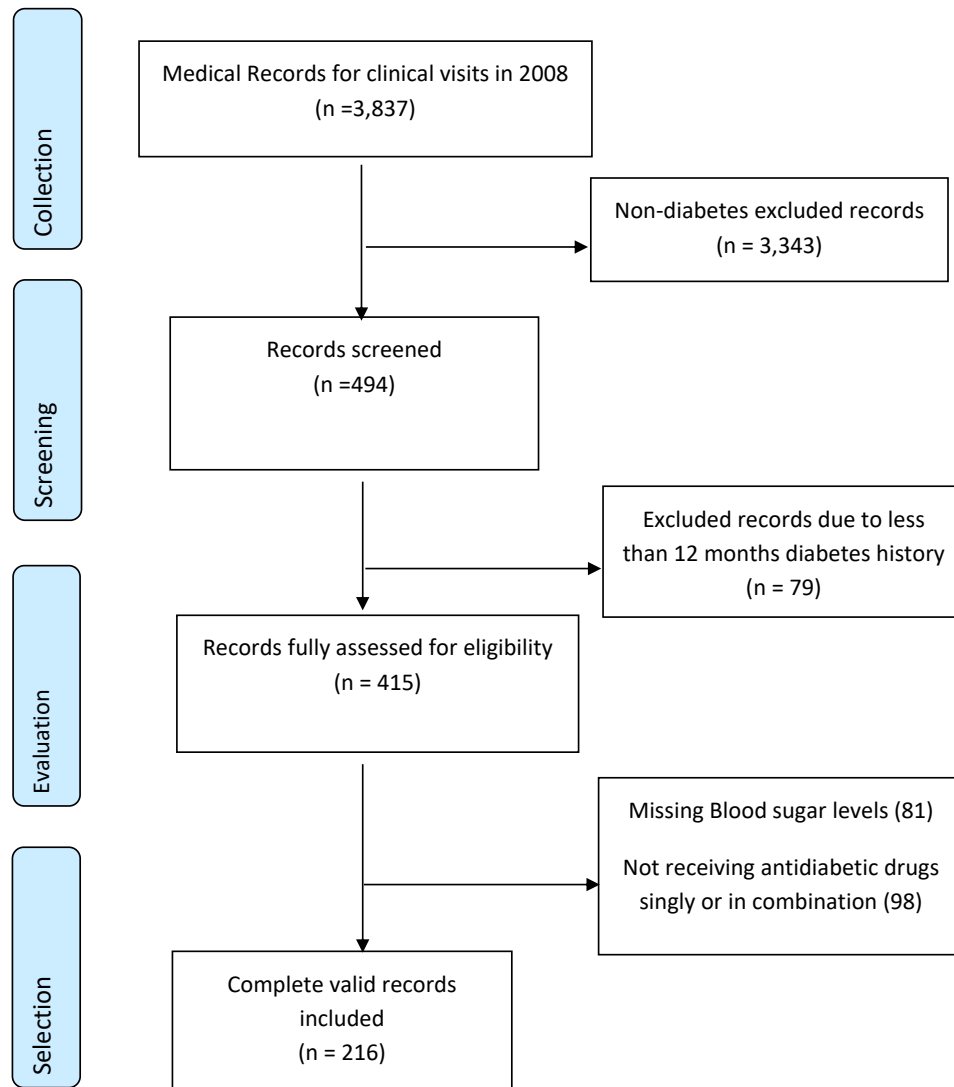 Collection
Medical Records for clinical visits in 2008
(n =3,837)
Non-diabetes excluded records
(n = 3,343)
Screening
Records screened
(n =494)
Excluded records due to less
than 12 months diabetes history
(n = 79)
Evaluation
Records fully assessed for eligibility
(n = 415)
Missing Blood sugar levels (81)
Not receiving antidiabetic drugs
singly or in combination (98)
Selection
Complete valid records
included
(n = 216)